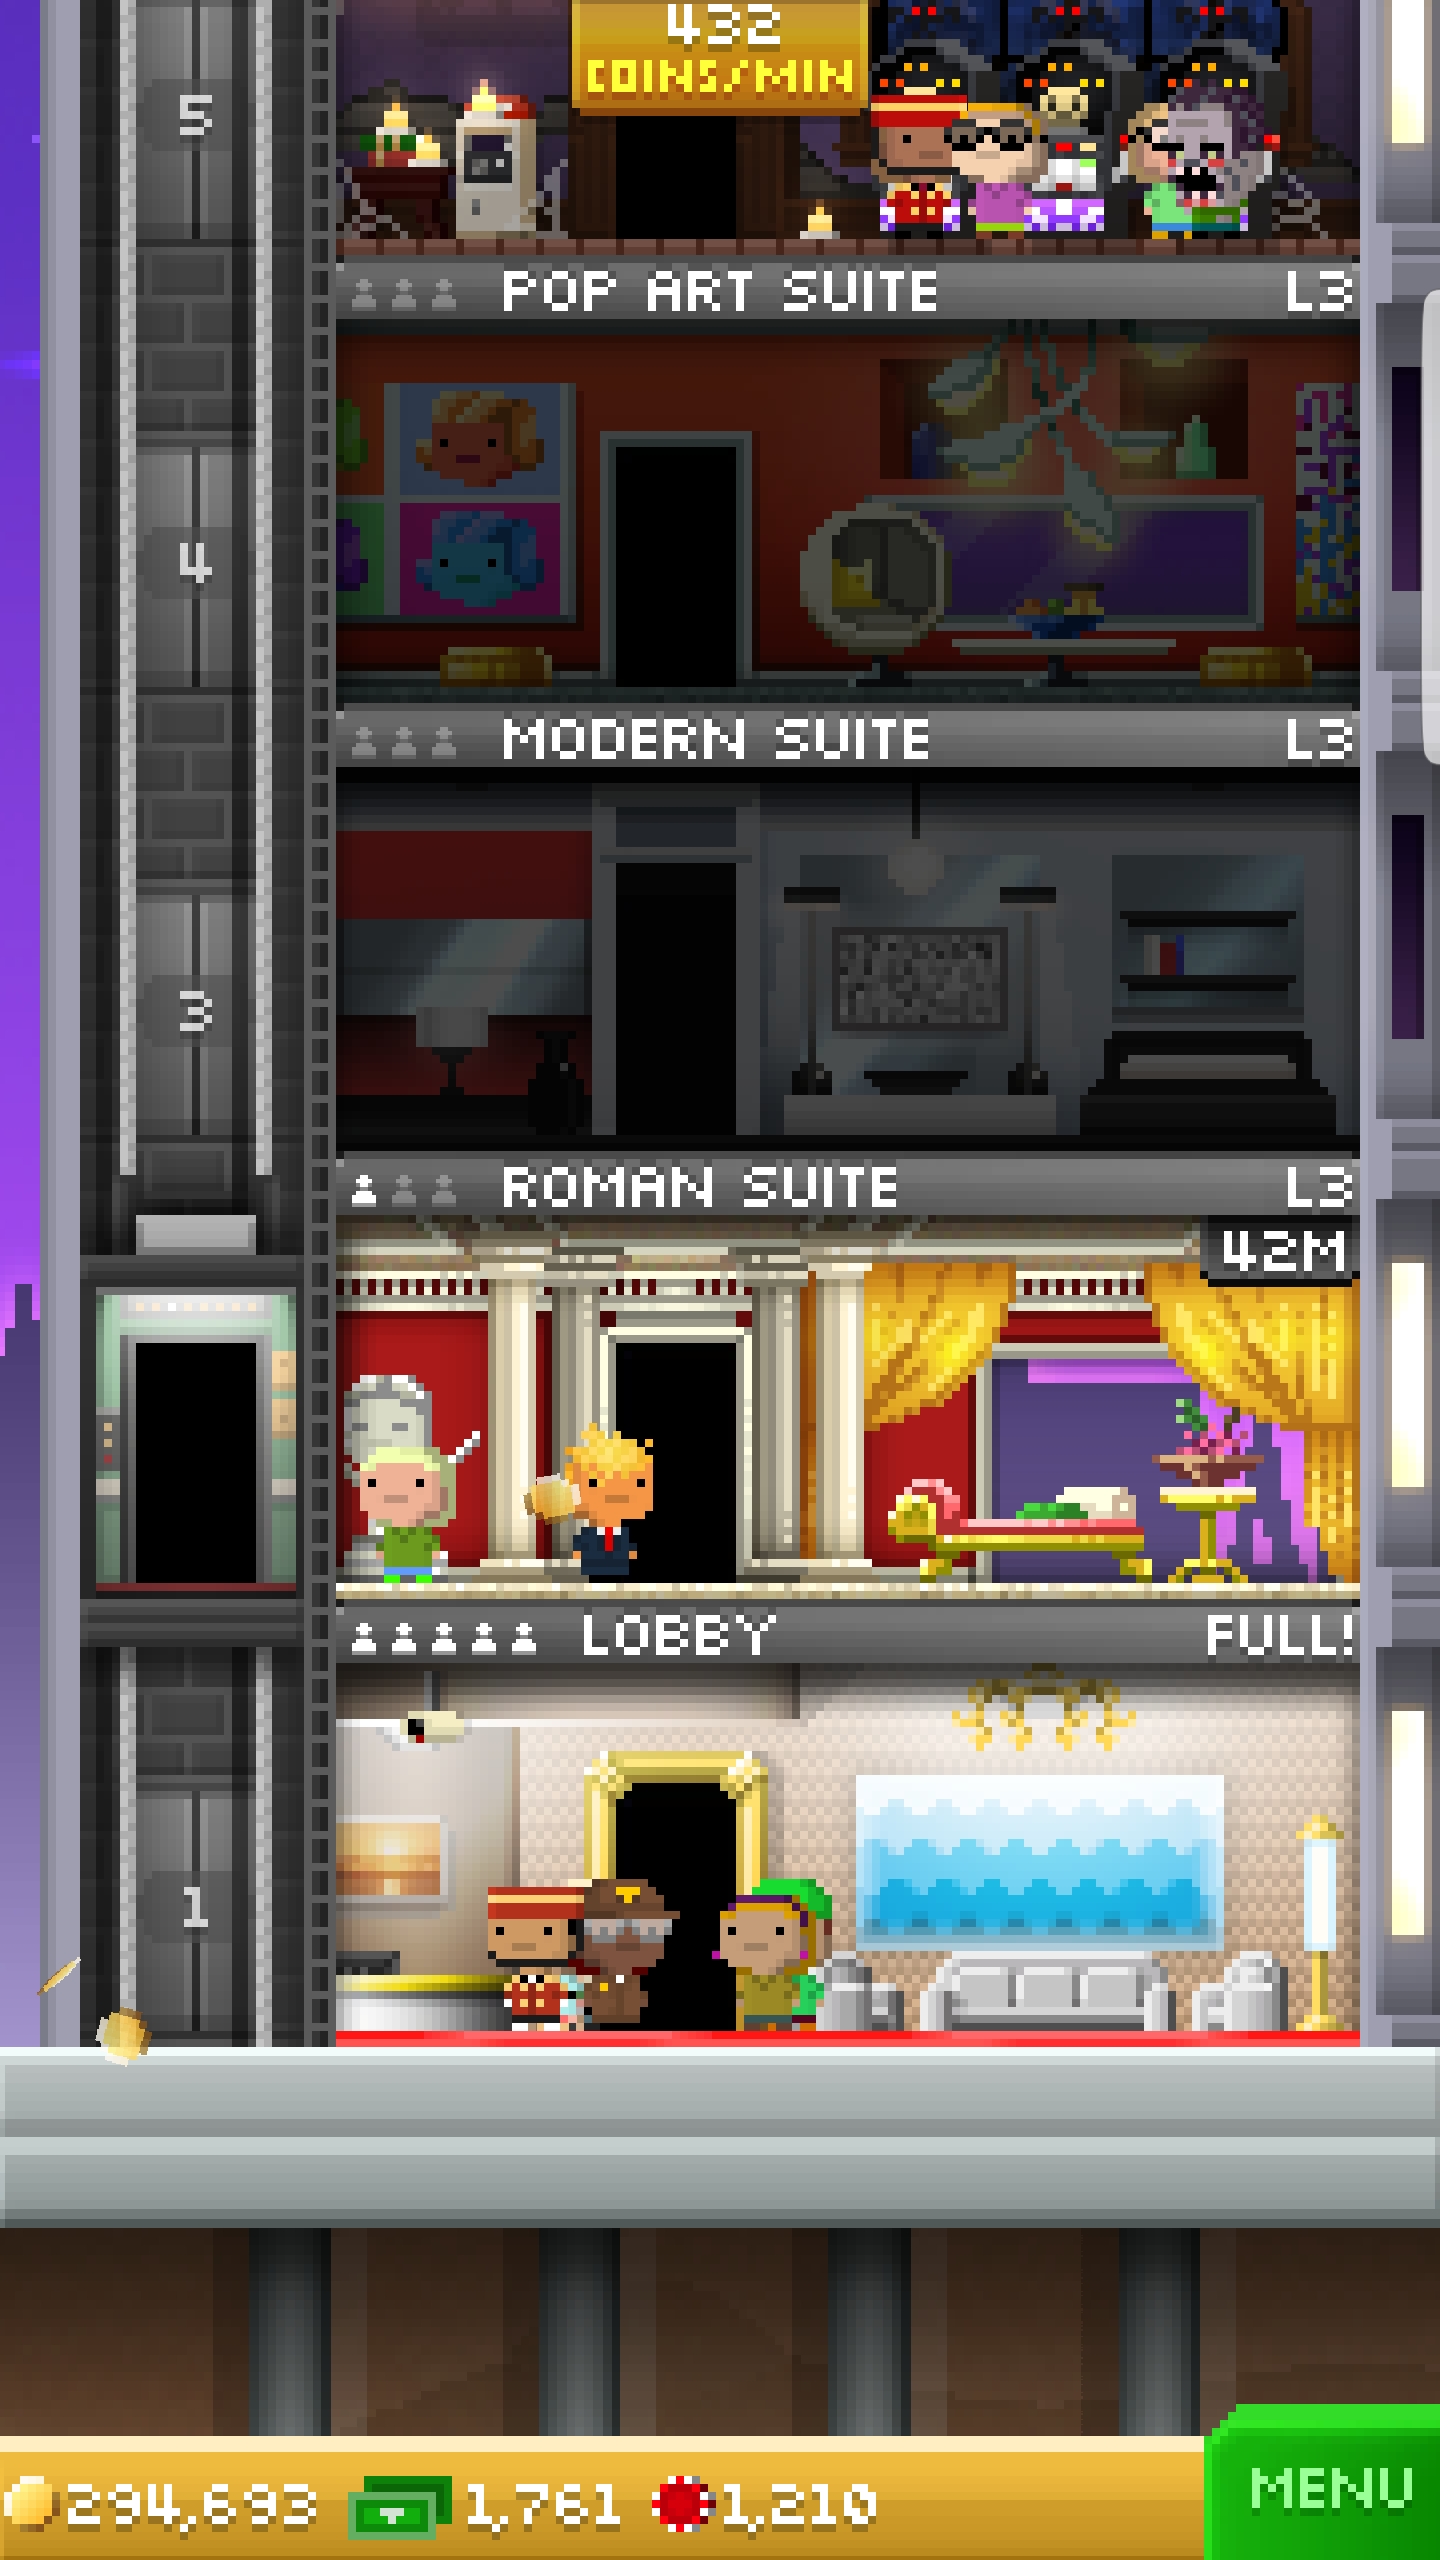 432
COINS/MIN
5
POP ART SUITE L3
4
MODERN SUITE L3
3
ROMAN SUITE L3
42M
LOBBY FULL!
1
294,693 1,761 1,210
MENU